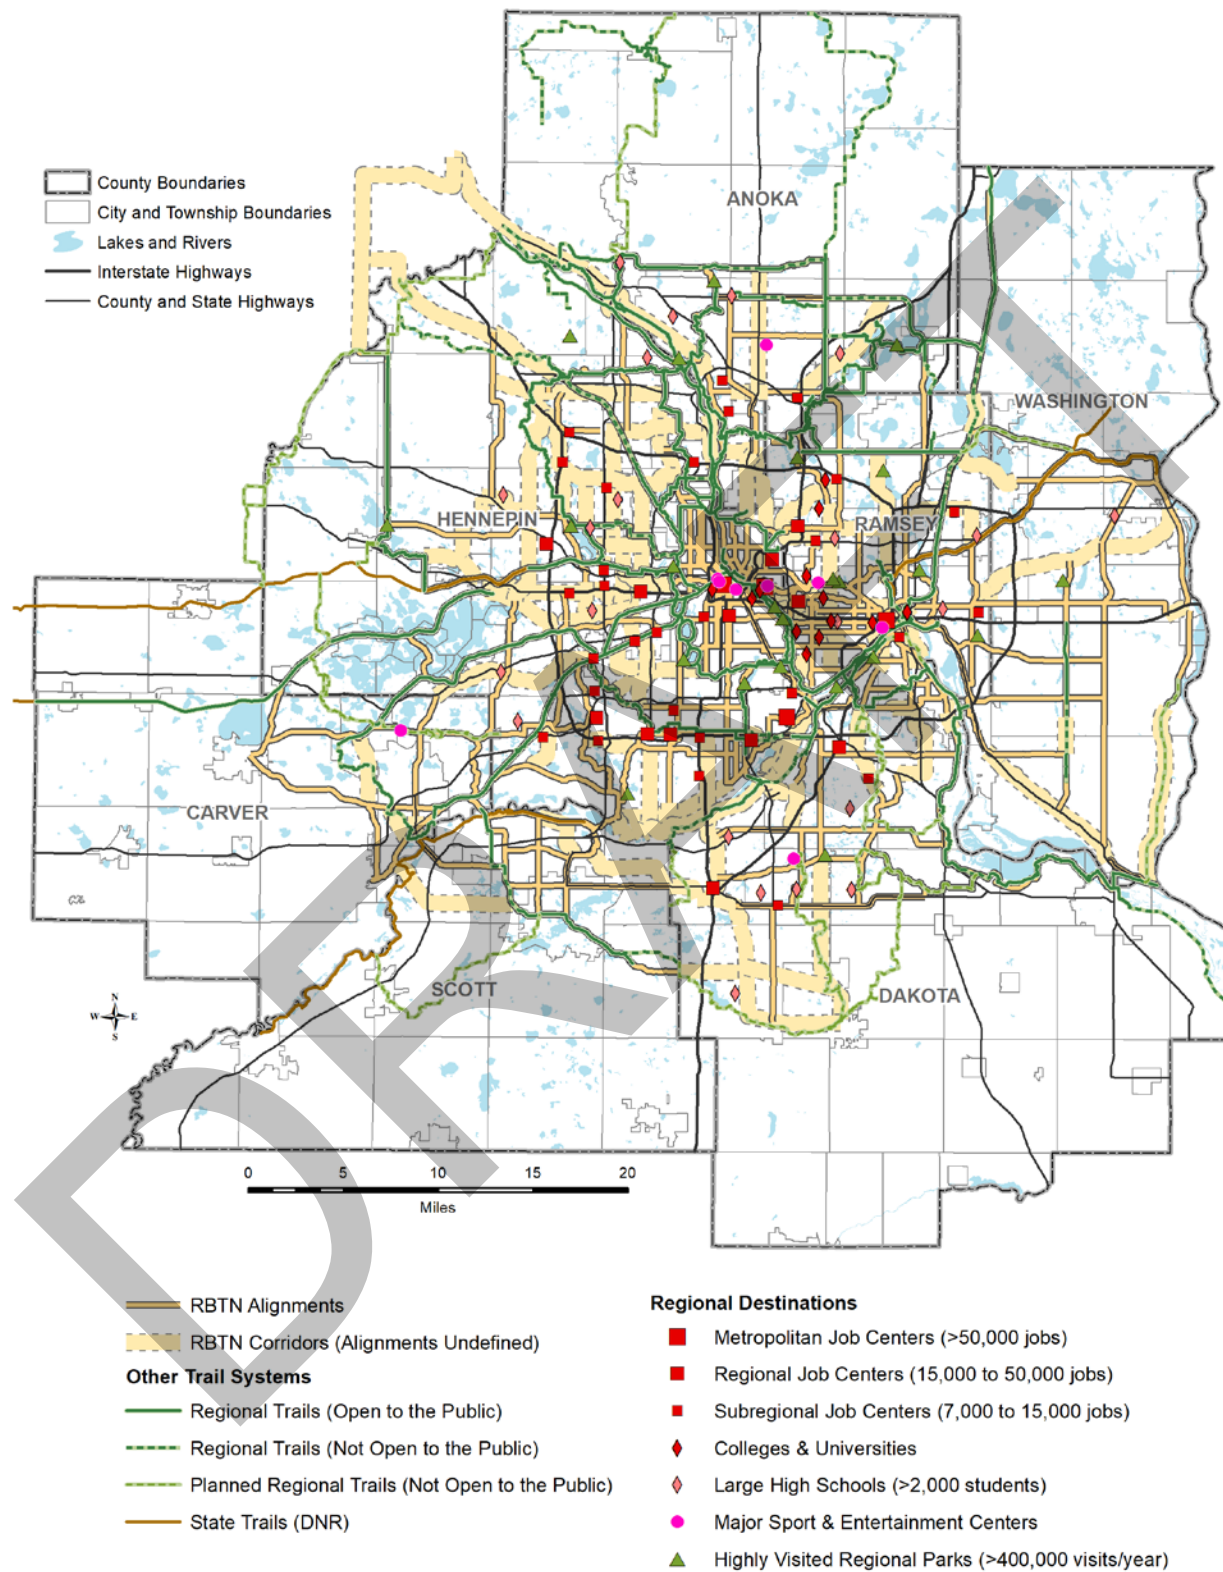 County Boundaries
City and Township Boundaries
Lakes and Rivers
Interstate Highways
County and State Highways
ANOKA
WASHINGTON
HENNEPIN
RAMSEY
CARVER
SCOTT
DAKOTA
DRAFT
N
W E
S
0 5 10 15 20
Miles
RBTN Alignments
RBTN Corridors (Alignments Undefined)
Other Trail Systems
Regional Trails (Open to the Public)
Regional Trails (Not Open to the Public)
Planned Regional Trails (Not Open to the Public)
State Trails (DNR)
Regional Destinations
Metropolitan Job Centers (>50,000 jobs)
Regional Job Centers (15,000 to 50,000 jobs)
Subregional Job Centers (7,000 to 15,000 jobs)
Colleges & Universities
Large High Schools (>2,000 students)
Major Sport & Entertainment Centers
Highly Visited Regional Parks (>400,000 visits/year)